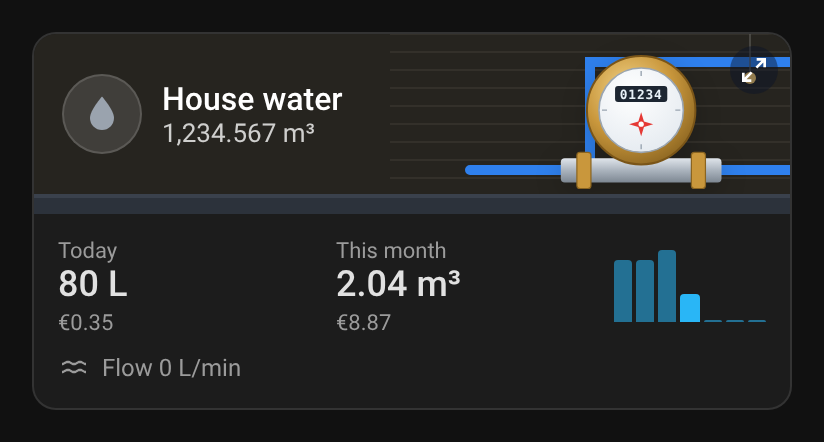 House water
1,234.567 m³
01234
Today
80 L
€0.35
This month
2.04 m³
€8.87
Flow 0 L/min